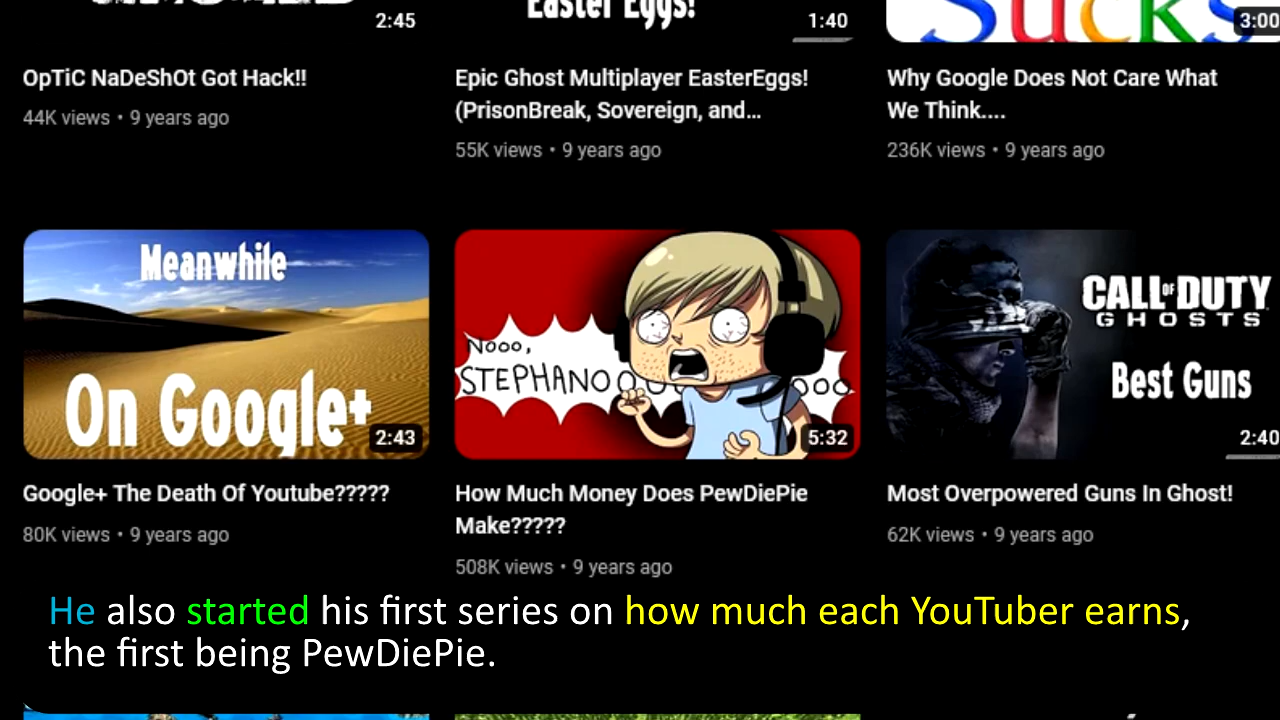 Easter Eggs!
Sucks
2:45
1:40
3:00
OpTiC NaDeShOt Got Hack!!
44K views • 9 years ago
Epic Ghost Multiplayer EasterEggs!
(PrisonBreak, Sovereign, and...
55K views • 9 years ago
Why Google Does Not Care What
We Think....
236K views • 9 years ago
Meanwhile
On Google+
2:43
Nooo,
STEPHANOO
ooo
5:32
CALL OF DUTY
GHOSTS
Best Guns
2:40
Google+ The Death Of Youtube?????
80K views • 9 years ago
How Much Money Does PewDiePie
Make?????
508K views • 9 years ago
Most Overpowered Guns In Ghost!
62K views • 9 years ago
He also started his first series on how much each YouTuber earns,
the first being PewDiePie.